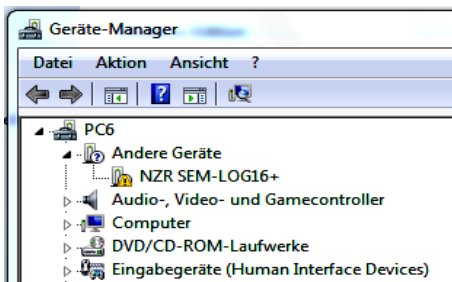 Geräte-Manager
Datei Aktion Ansicht ?
PC6
Andere Geräte
NZR SEM-LOG16+
Audio-, Video- und Gamecontroller
Computer
DVD/CD-ROM-Laufwerke
Eingabegeräte (Human Interface Devices)